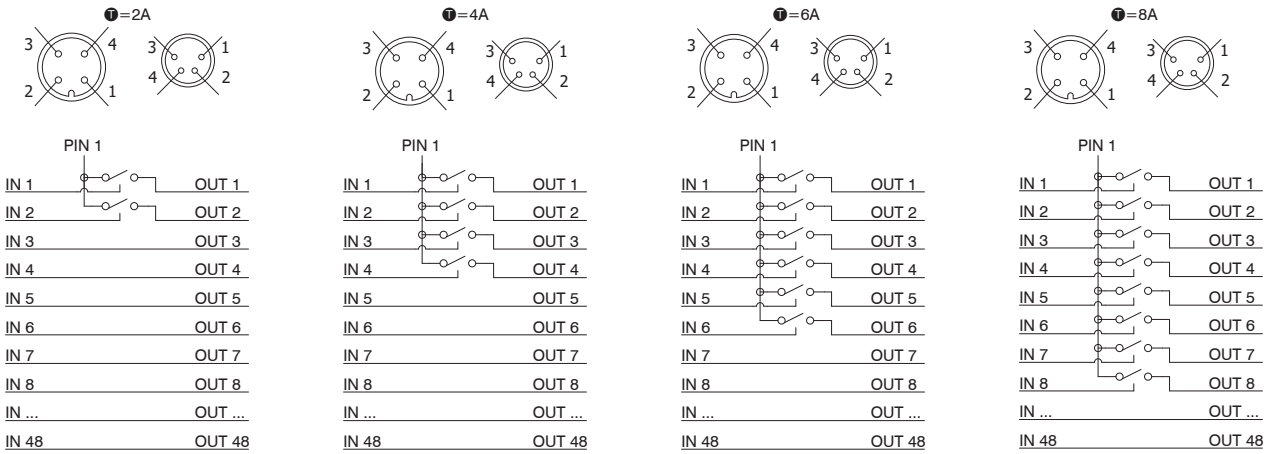 T=2A
3 4 3 1
2 1 4 2
PIN 1
IN 1 OUT 1
IN 2 OUT 2
IN 3 OUT 3
IN 4 OUT 4
IN 5 OUT 5
IN 6 OUT 6
IN 7 OUT 7
IN 8 OUT 8
IN ... OUT ...
IN 48 OUT 48
T=4A
3 4 3 1
2 1 4 2
PIN 1
IN 1 OUT 1
IN 2 OUT 2
IN 3 OUT 3
IN 4 OUT 4
IN 5 OUT 5
IN 6 OUT 6
IN 7 OUT 7
IN 8 OUT 8
IN ... OUT ...
IN 48 OUT 48
T=6A
3 4 3 1
2 1 4 2
PIN 1
IN 1 OUT 1
IN 2 OUT 2
IN 3 OUT 3
IN 4 OUT 4
IN 5 OUT 5
IN 6 OUT 6
IN 7 OUT 7
IN 8 OUT 8
IN ... OUT ...
IN 48 OUT 48
T=8A
3 4 3 1
2 1 4 2
PIN 1
IN 1 OUT 1
IN 2 OUT 2
IN 3 OUT 3
IN 4 OUT 4
IN 5 OUT 5
IN 6 OUT 6
IN 7 OUT 7
IN 8 OUT 8
IN ... OUT ...
IN 48 OUT 48